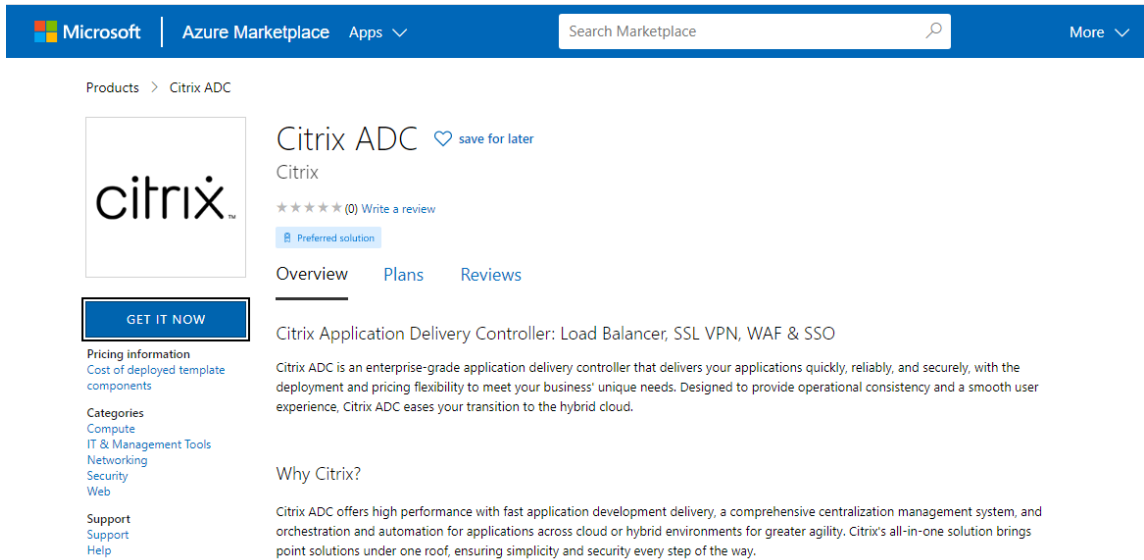 Microsoft Azure Marketplace Apps Search Marketplace More
Products > Citrix ADC
citrix™
Citrix ADC save for later
Citrix
(0) Write a review
Preferred solution
Overview Plans Reviews
GET IT NOW
Pricing information
Cost of deployed template
components
Categories
Compute
IT & Management Tools
Networking
Security
Web
Support
Support
Help
Citrix Application Delivery Controller: Load Balancer, SSL VPN, WAF & SSO
Citrix ADC is an enterprise-grade application delivery controller that delivers your applications quickly, reliably, and securely, with the
deployment and pricing flexibility to meet your business' unique needs. Designed to provide operational consistency and a smooth user
experience, Citrix ADC eases your transition to the hybrid cloud.
Why Citrix?
Citrix ADC offers high performance with fast application development delivery, a comprehensive centralization management system, and
orchestration and automation for applications across cloud or hybrid environments for greater agility. Citrix's all-in-one solution brings
point solutions under one roof, ensuring simplicity and security every step of the way.